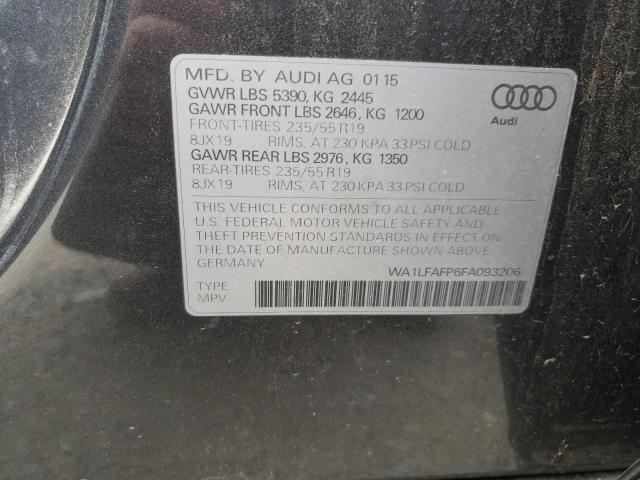 MFD. BY AUDI AG 01 15
GVWR LBS 5390, KG 2445
GAWR FRONT LBS 2646, KG 1200
FRONT-TIRES 235/55 R19
8JX19 RIMS, AT 230 KPA 33 PSI COLD
GAWR REAR LBS 2976, KG 1350
REAR-TIRES 235/55 R19
8JX19 RIMS, AT 230 KPA 33 PSI COLD
Audi
THIS VEHICLE CONFORMS TO ALL APPLICABLE
U.S. FEDERAL MOTOR VEHICLE SAFETY AND
THEFT PREVENTION STANDARDS IN EFFECT ON
THE DATE OF MANUFACTURE SHOWN ABOVE.
WA1LFAFP6FA093206
TYPE:
MPV